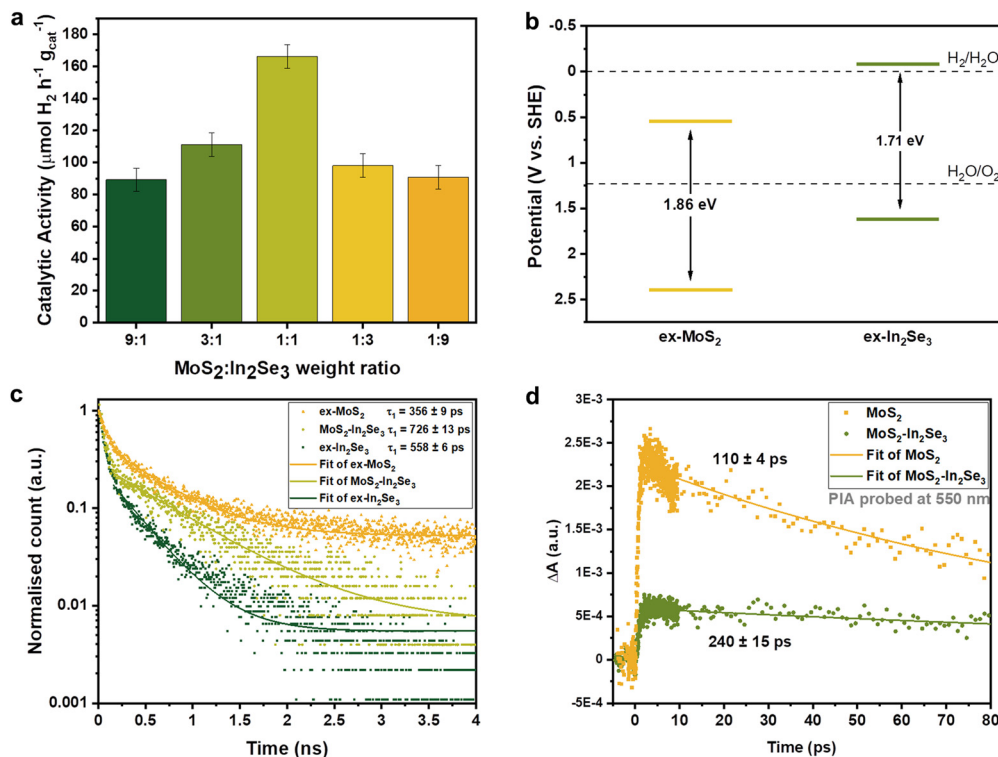 a
Catalytic Activity (μmol H₂ h⁻¹ g_cat⁻¹)
180
160
140
120
100
80
60
40
20
0
9:1 3:1 1:1 1:3 1:9
MoS₂:In₂Se₃ weight ratio
b
Potential (V vs. SHE)
-0.5
0
0.5
1
1.5
2
2.5
H₂/H₂O
1.71 eV
H₂O/O₂
1.86 eV
ex-MoS₂ ex-In₂Se₃
c
Normalised count (a.u.)
1
0.1
0.01
0.001
ex-MoS₂ τ₁ = 356 ± 9 ps
MoS₂-In₂Se₃ τ₁ = 726 ± 13 ps
ex-In₂Se₃ τ₁ = 558 ± 6 ps
Fit of ex-MoS₂
Fit of MoS₂-In₂Se₃
Fit of ex-In₂Se₃
0 0.5 1 1.5 2 2.5 3 3.5 4
Time (ns)
d
ΔA (a.u.)
3E-3
2.5E-3
2E-3
1.5E-3
1E-3
5E-4
0
-5E-4
MoS₂
MoS₂-In₂Se₃
Fit of MoS₂
Fit of MoS₂-In₂Se₃
PIA probed at 550 nm
110 ± 4 ps
240 ± 15 ps
-5 0 10 20 30 40 50 60 70 80
Time (ps)